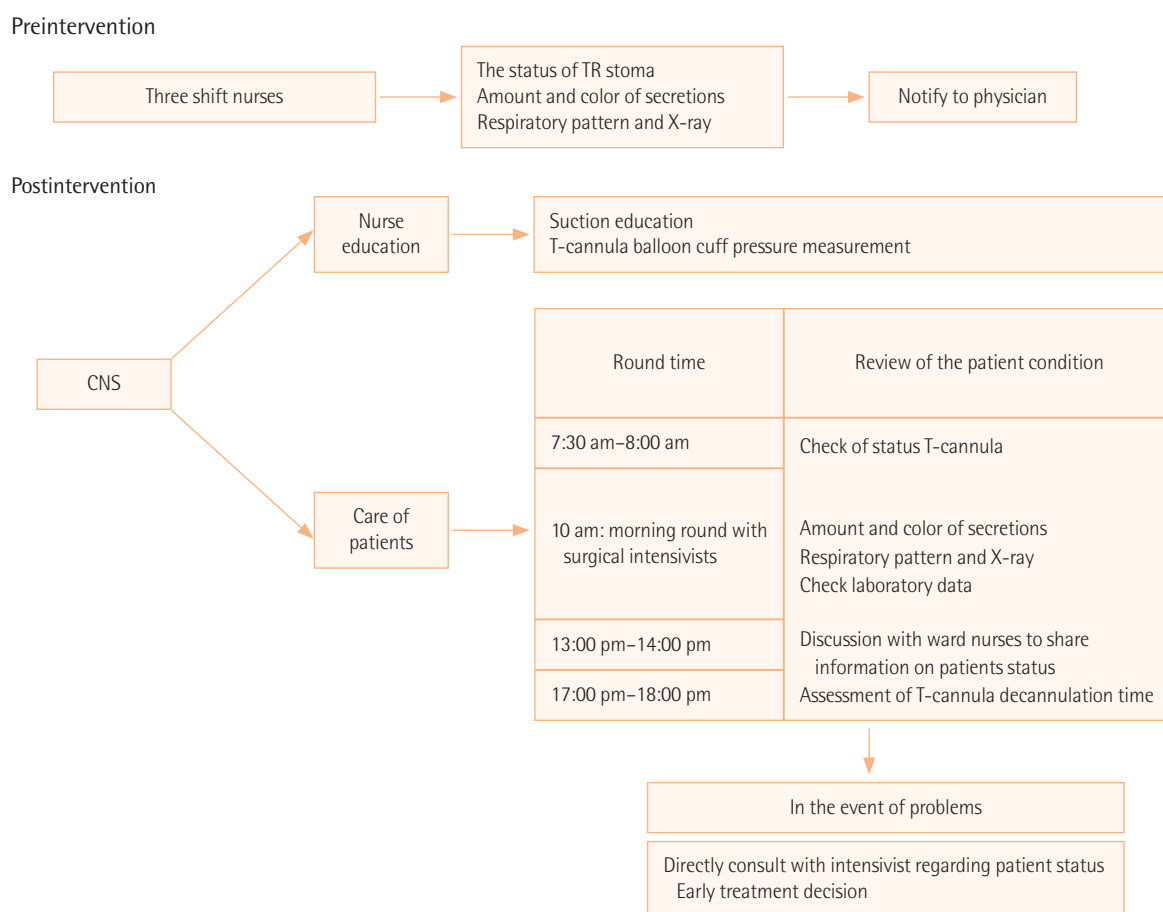 Preintervention
Three shift nurses
The status of TR stoma
Amount and color of secretions
Respiratory pattern and X-ray
Notify to physician
Postintervention
Nurse
education
Suction education
T-cannula balloon cuff pressure measurement
CNS
Care of
patients
Round time
Review of the patient condition
7:30 am–8:00 am
Check of status T-cannula
10 am: morning round with
surgical intensivists
Amount and color of secretions
Respiratory pattern and X-ray
Check laboratory data
13:00 pm–14:00 pm
Discussion with ward nurses to share
information on patients status
17:00 pm–18:00 pm
Assessment of T-cannula decannulation time
In the event of problems
Directly consult with intensivist regarding patient status
Early treatment decision